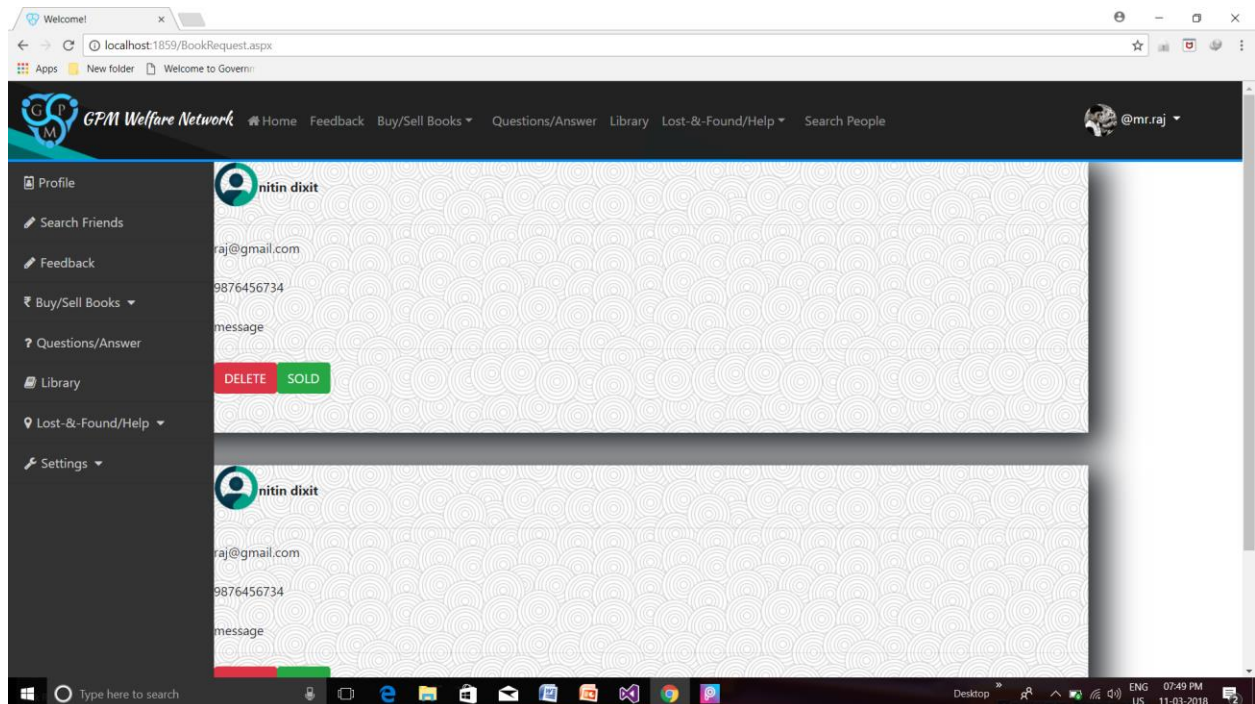 Welcome!
localhost:1859/BookRequest.aspx
Apps New folder Welcome to Governm
GPM
GPM Welfare Network Home Feedback Buy/Sell Books Questions/Answer Library Lost-&-Found/Help Search People @mr.raj
Profile
Search Friends
Feedback
₹ Buy/Sell Books
? Questions/Answer
Library
Lost-&-Found/Help
Settings
nitin dixit
raj@gmail.com
9876456734
message
DELETE SOLD
nitin dixit
raj@gmail.com
9876456734
message
Type here to search
Desktop
ENG 07:49 PM
US 11-03-2018
2